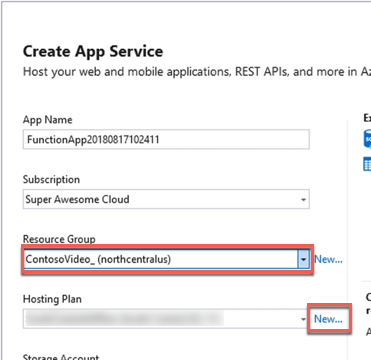 Create App Service
Host your web and mobile applications, REST APIs, and more in Az
App Name
FunctionApp20180817102411
Subscription
Super Awesome Cloud
Resource Group
ContosoVideo_ (northcentralus)
New...
Hosting Plan
New...
Storage Account
Ex